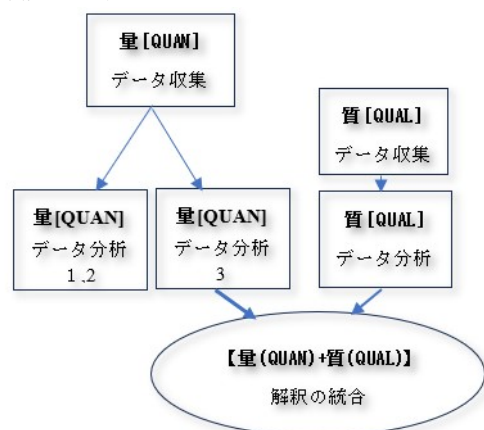 量[QUAN]
データ収集
質[QUAL]
データ収集
量[QUAN]
データ分析
1,2
量[QUAN]
データ分析
3
質[QUAL]
データ分析
【量(QUAN)+質(QUAL)】
解釈の統合